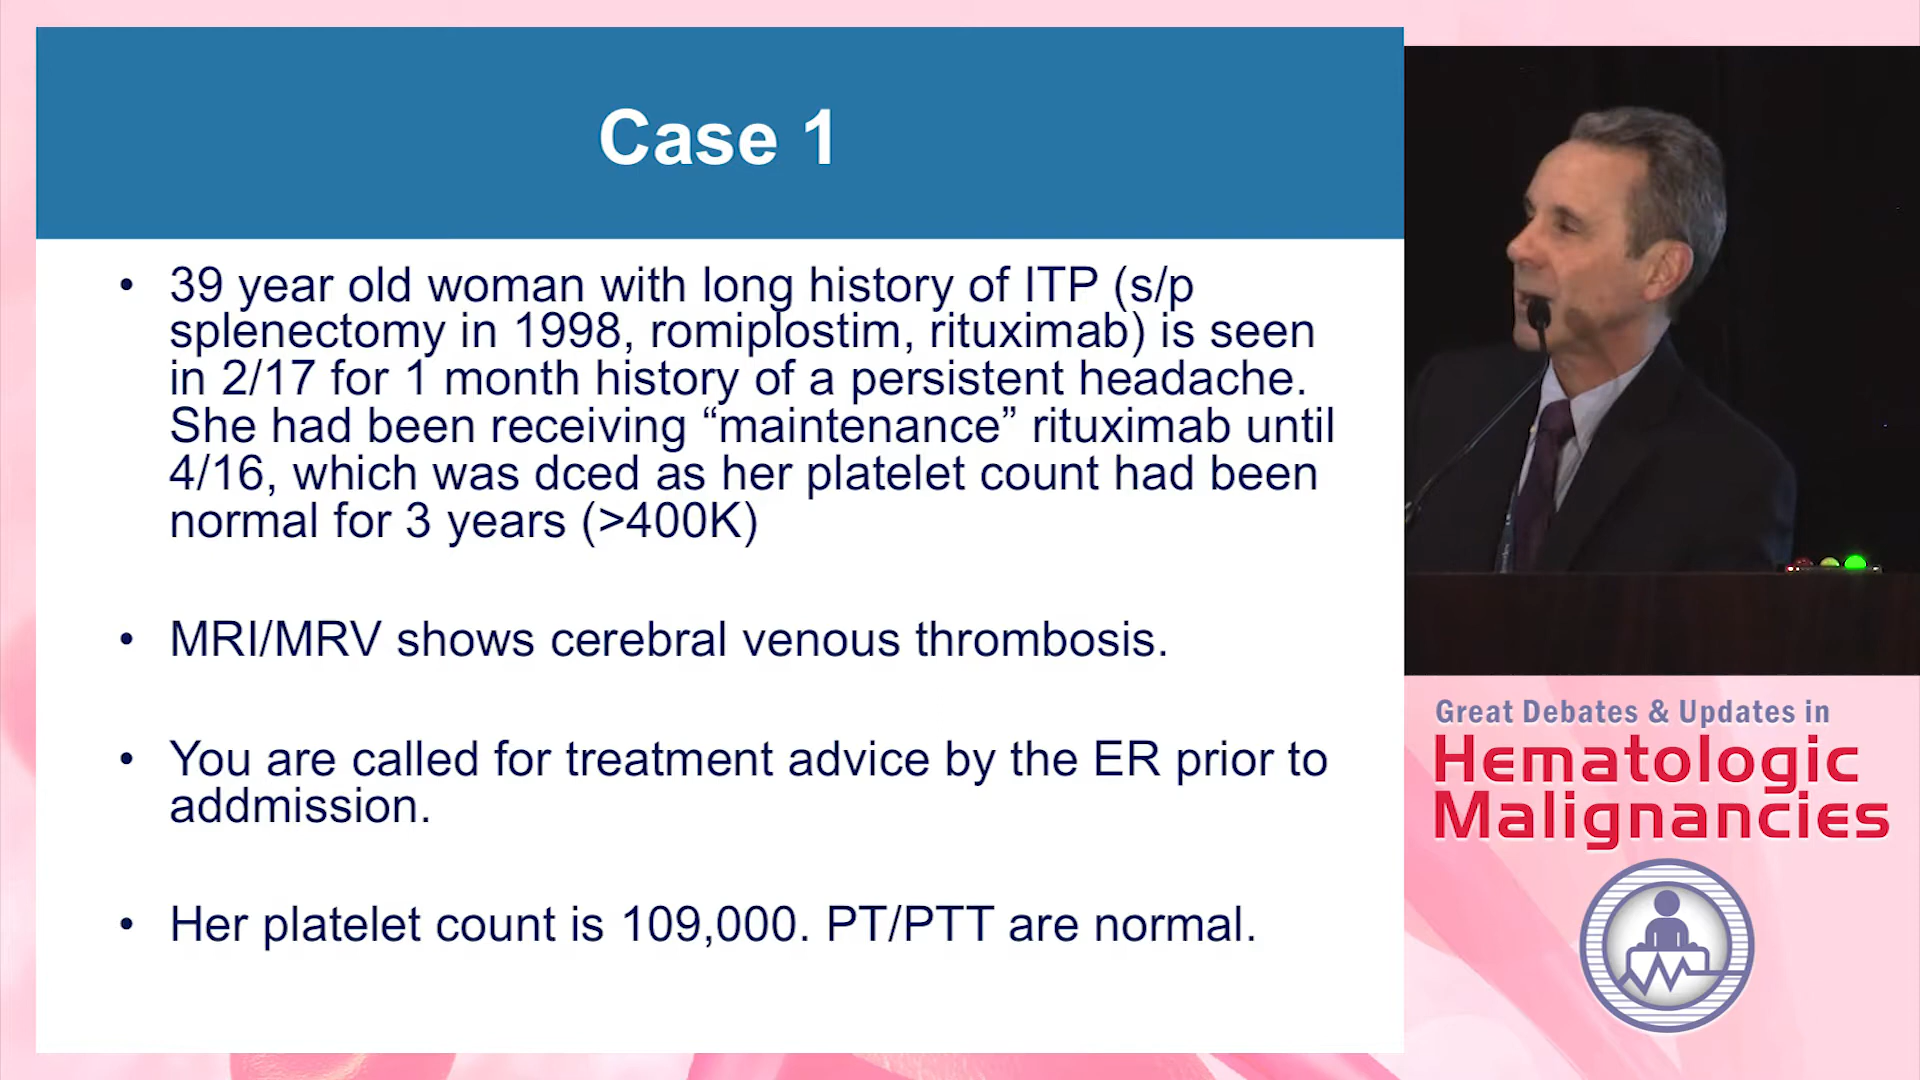 Case 1
• 39 year old woman with long history of ITP (s/p
splenectomy in 1998, romiplostim, rituximab) is seen
in 2/17 for 1 month history of a persistent headache.
She had been receiving “maintenance” rituximab until
4/16, which was dced as her platelet count had been
normal for 3 years (>400K)
• MRI/MRV shows cerebral venous thrombosis.
• You are called for treatment advice by the ER prior to
addmission.
• Her platelet count is 109,000. PT/PTT are normal.
Great Debates & Updates in
Hematologic
Malignancies